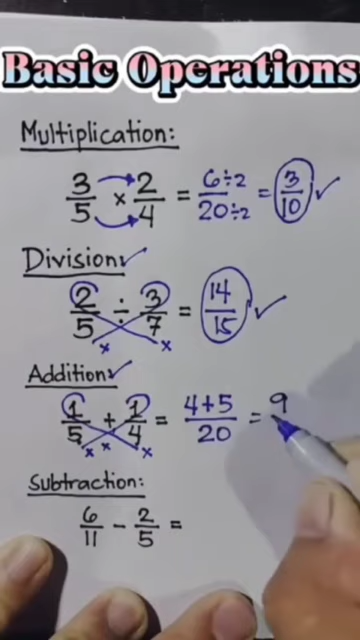 Basic Operations
Multiplication:
3/5 × 2/4 = 6÷2/20÷2 = 3/10 ✓
Division ✓
2/5 ÷ 3/7 = 14/15 ✓
Addition ✓
1/5 + 1/4 = 4+5/20 = 9
Subtraction:
6/11 − 2/5 =